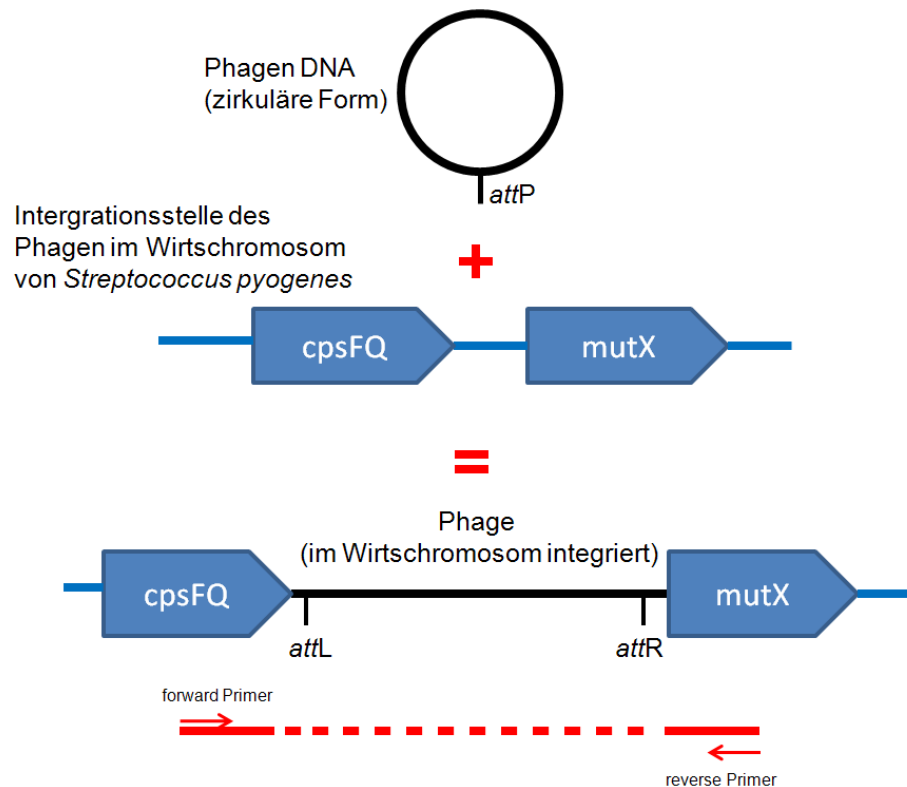 Phagen DNA
(zirkuläre Form)
attP
Intergrationsstelle des
Phagen im Wirtschromosom
von Streptococcus pyogenes
+
cpsFQ
mutX
=
Phage
(im Wirtschromosom integriert)
cpsFQ
mutX
attL
attR
forward Primer
reverse Primer